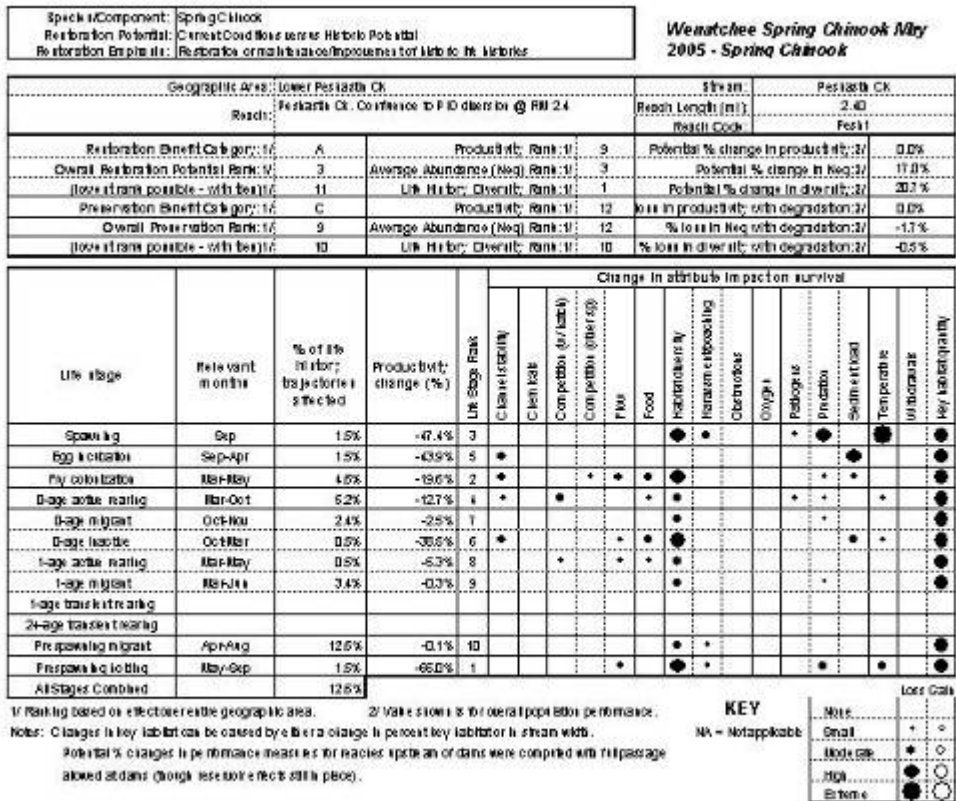 Species/Component: Spring Chinook
Restoration Potential: Current Conditions versus Historic Potential
Restoration Emphasis: Restoration or maintenance/improvement of historic life histories
Wenatchee Spring Chinook May 2005 - Spring Chinook
Geographic Area: Lower Peshastin Ck
Stream: Peshastin Ck
Reach: Peshastin Ck. Confluence to PID diversion @ RM 2.4
Reach Length (mi): 2.40
Reach Code: Pesh1
Restoration Benefit Category:1/ A Productivity Rank:1/ 9 Potential % change in productivity:2/ 0.0%
Overall Restoration Potential Rank:1/ 3 Average Abundance (Neq) Rank:1/ 3 Potential % change in Neq:2/ 17.0%
(lowest rank possible - with ties)1/ 11 Life History Diversity Rank:1/ 1 Potential % change in diversity:2/
Preservation Benefit Category:1/ C Productivity Rank:1/ 12 loss in productivity with degradation:2/ 0.0%
Overall Preservation Rank:1/ 9 Average Abundance (Neq) Rank:1/ 12 % loss in Neq with degradation:2/ -1.7%
(lowest rank possible - with ties)1/ 10 Life History Diversity Rank:1/ 10 % loss in diversity with degradation:2/ -0.5%
Change in attribute impact on survival
Life stage Relevant months % of life history trajectories affected Productivity change (%) Life Stage Rank Channel stability Chemicals Competition (w/ hatch) Competition (other sp) Flow Food Habitat diversity Harassment/poaching Obstructions Oxygen Pathogens Predation Sediment load Temperature Withdrawals Key habitat quantity
Spawning Sep 1.5% -47.4% 3
Egg incubation Sep-Apr 1.5% -43.9% 5
Fry colonization Mar-May 4.6% -19.6% 2
0-age active rearing Mar-Oct 5.2% -12.7% 4
0-age migrant Oct-Nov 2.4% -2.5% 7
0-age inactive Oct-Mar 0.5% 6
1-age active rearing Mar-May 0.5% 8
1-age migrant Mar-Jun 3.4% -0.3% 9
1-age transient rearing
2+-age transient rearing
Prespawning migrant Apr-Aug 12.6% -0.1% 10
Prespawning holding May-Sep 1.5% 1
All Stages Combined 12.6%
Loss Gain
1/ Ranking based on effect over entire geographic area. 2/ Value shown is for overall population performance.
KEY
None
Notes: Changes in key habitat can be caused by either a change in percent key habitat or in stream width.
NA = Not applicable
Small
Potential % changes in performance measures for reaches upstream of dams were computed with full passage
Moderate
allowed at dams (though reservoir effects still in place).
High
Extreme